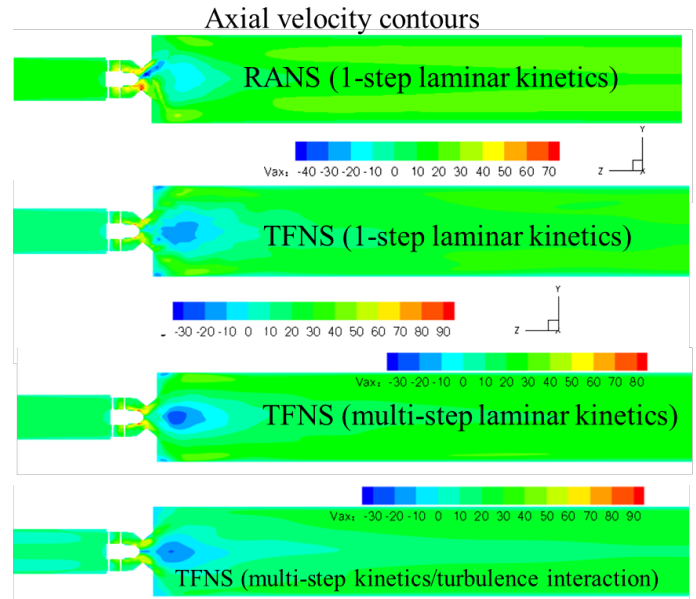 Axial velocity contours
RANS (1-step laminar kinetics)
Y
Z X
Vax: -40 -30 -20 -10 0 10 20 30 40 50 60 70
TFNS (1-step laminar kinetics)
Y
Z X
-30 -20 -10 0 10 20 30 40 50 60 70 80 90
Vax: -30 -20 -10 0 10 20 30 40 50 60 70 80
TFNS (multi-step laminar kinetics)
Vax: -30 -20 -10 0 10 20 30 40 50 60 70 80 90
TFNS (multi-step kinetics/turbulence interaction)